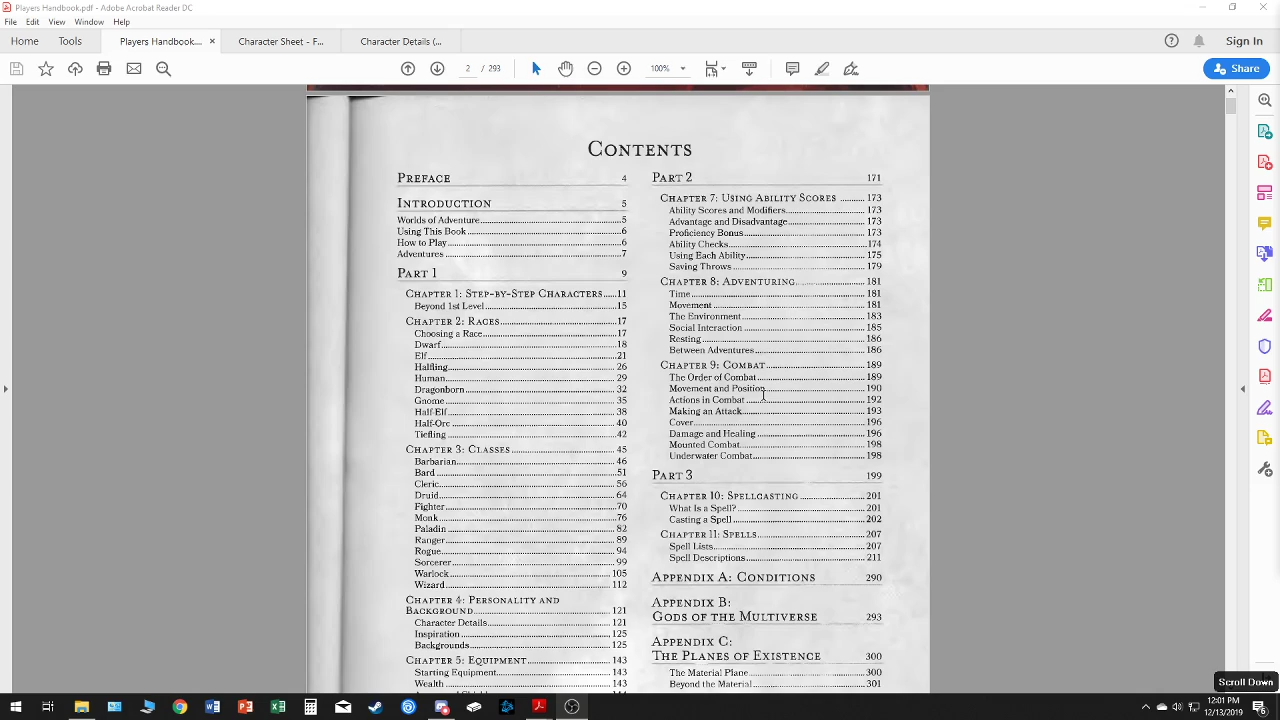 Players Handbook.pdf - Adobe Acrobat Reader DC
File Edit View Window Help
Home Tools Players Handbook.... × Character Sheet - F... Character Details (... Sign In
2 / 293 100% Share
CONTENTS
PREFACE 4
INTRODUCTION 5
Worlds of Adventure 5
Using This Book 6
How to Play 6
Adventures 7
PART 1 9
CHAPTER 1: STEP-BY-STEP CHARACTERS 11
Beyond 1st Level 15
CHAPTER 2: RACES 17
Choosing a Race 17
Dwarf 18
Elf 21
Halfling 26
Human 29
Dragonborn 32
Gnome 35
Half-Elf 38
Half-Orc 40
Tiefling 42
CHAPTER 3: CLASSES 45
Barbarian 46
Bard 51
Cleric 56
Druid 64
Fighter 70
Monk 76
Paladin 82
Ranger 89
Rogue 94
Sorcerer 99
Warlock 105
Wizard 112
CHAPTER 4: PERSONALITY AND
BACKGROUND 121
Character Details 121
Inspiration 125
Backgrounds 125
CHAPTER 5: EQUIPMENT 143
Starting Equipment 143
Wealth 143
PART 2 171
CHAPTER 7: USING ABILITY SCORES 173
Ability Scores and Modifiers 173
Advantage and Disadvantage 173
Proficiency Bonus 173
Ability Checks 174
Using Each Ability 175
Saving Throws 179
CHAPTER 8: ADVENTURING 181
Time 181
Movement 181
The Environment 183
Social Interaction 185
Resting 186
Between Adventures 186
CHAPTER 9: COMBAT 189
The Order of Combat 189
Movement and Position 190
Actions in Combat 192
Making an Attack 193
Cover 196
Damage and Healing 196
Mounted Combat 198
Underwater Combat 198
PART 3 199
CHAPTER 10: SPELLCASTING 201
What Is a Spell? 201
Casting a Spell 202
CHAPTER 11: SPELLS 207
Spell Lists 207
Spell Descriptions 211
APPENDIX A: CONDITIONS 290
APPENDIX B:
GODS OF THE MULTIVERSE 293
APPENDIX C:
THE PLANES OF EXISTENCE 300
The Material Plane 300
Beyond the Material 301
Scroll Down
12:01 PM
12/13/2019